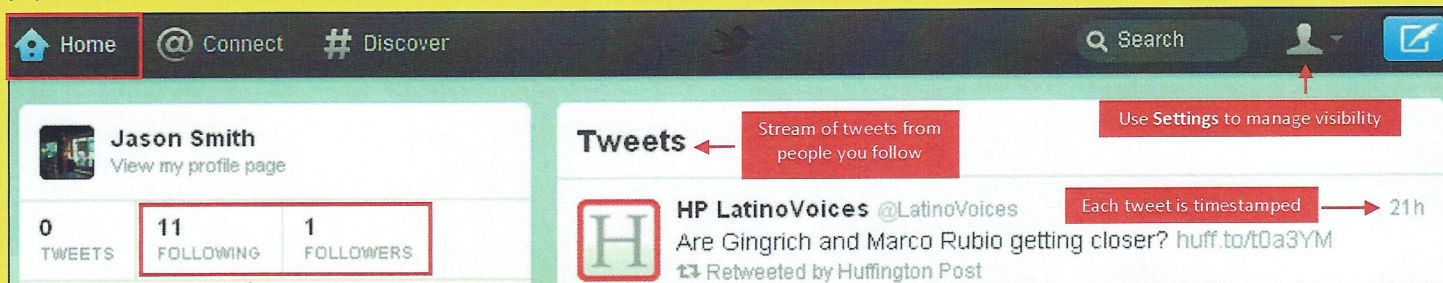 Home @ Connect # Discover Search
Use Settings to manage visibility
Jason Smith
View my profile page
0 11 1
TWEETS FOLLOWING FOLLOWERS
Tweets
Stream of tweets from
people you follow
HP LatinoVoices @LatinoVoices
Each tweet is timestamped
21h
Are Gingrich and Marco Rubio getting closer? huff.to/t0a3YM
Retweeted by Huffington Post
H